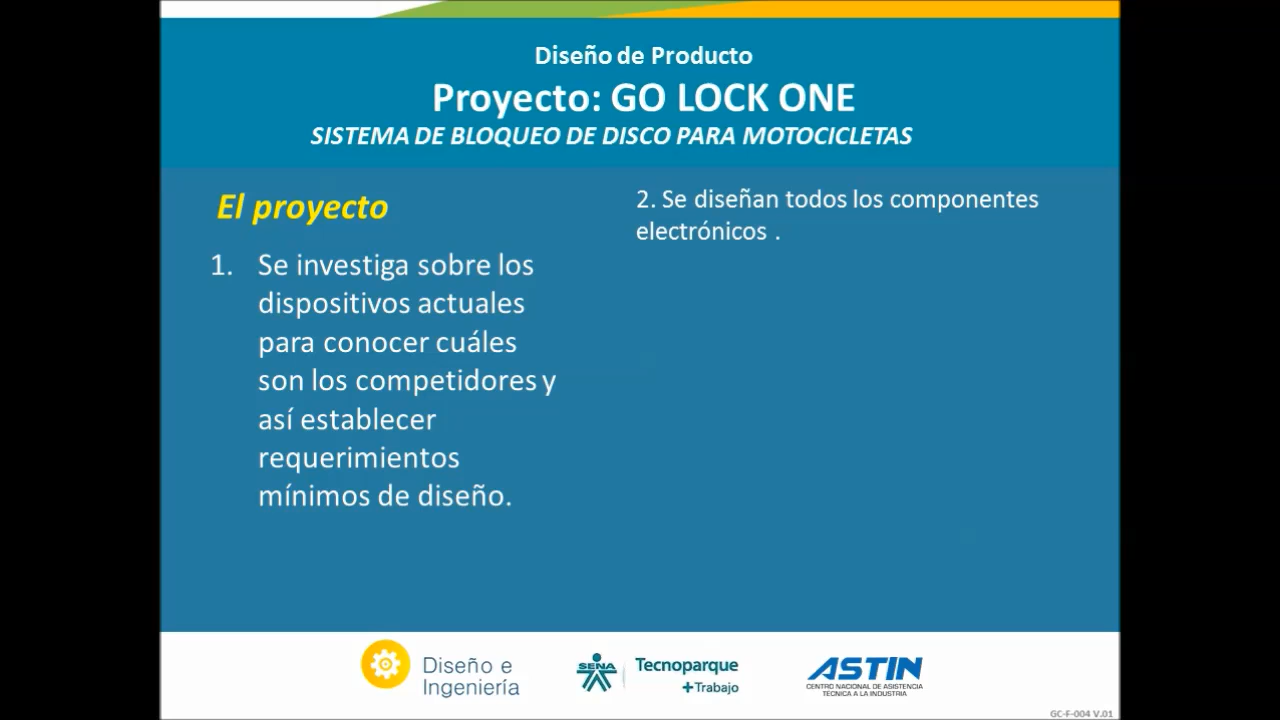 Diseño de Producto
Proyecto: GO LOCK ONE
SISTEMA DE BLOQUEO DE DISCO PARA MOTOCICLETAS
El proyecto
1. Se investiga sobre los
dispositivos actuales
para conocer cuáles
son los competidores y
así establecer
requerimientos
mínimos de diseño.
2. Se diseñan todos los componentes
electrónicos .
Diseño e
Ingeniería
SENA
Tecnoparque
+Trabajo
ASTIN
CENTRO NACIONAL DE ASISTENCIA
TÉCNICA A LA INDUSTRIA
GC-F-004 V.01